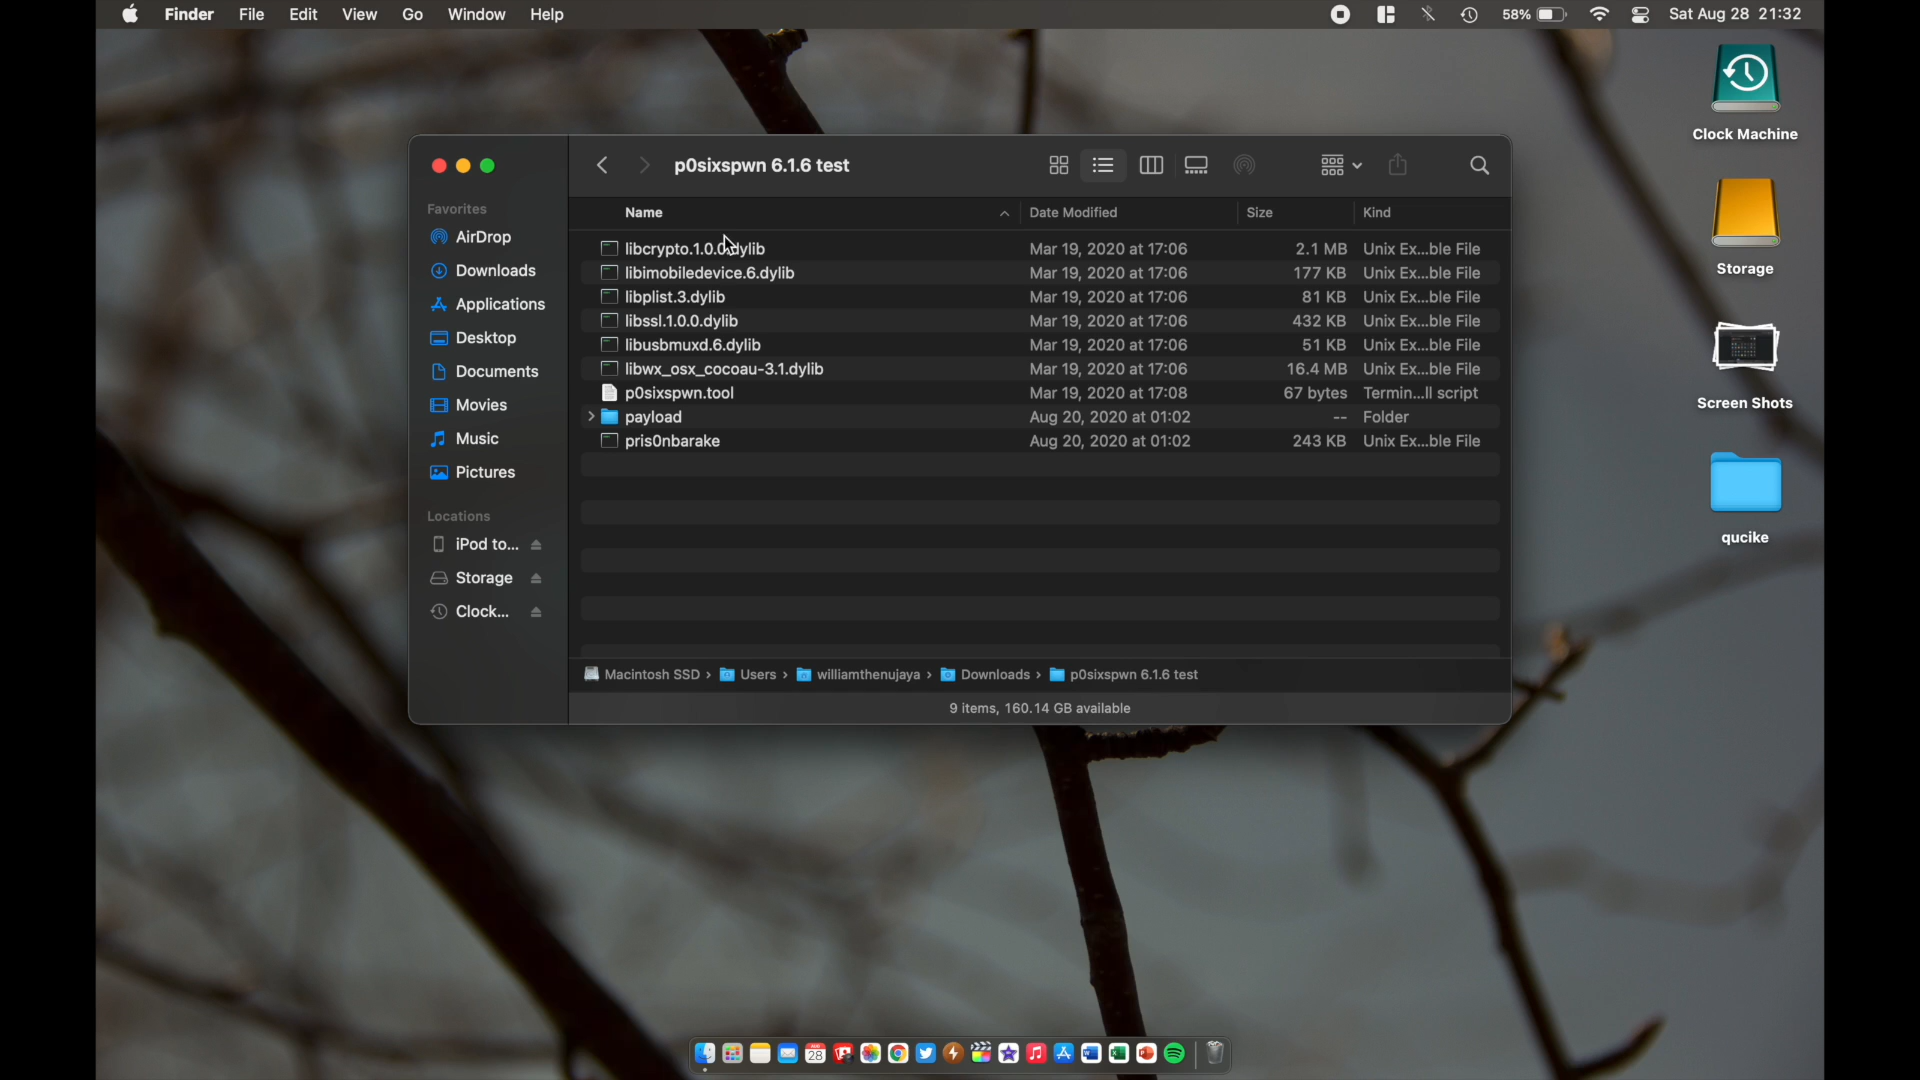 Finder File Edit View Go Window Help 58% Sat Aug 28 21:32
Clock Machine
Storage
Screen Shots
qucike
p0sixspwn 6.1.6 test
Favorites
AirDrop
Downloads
Applications
Desktop
Documents
Movies
Music
Pictures
Locations
iPod to...
Storage
Clock...
Name Date Modified Size Kind
libcrypto.1.0.0.dylib Mar 19, 2020 at 17:06 2.1 MB Unix Ex...ble File
libimobiledevice.6.dylib Mar 19, 2020 at 17:06 177 KB Unix Ex...ble File
libplist.3.dylib Mar 19, 2020 at 17:06 81 KB Unix Ex...ble File
libssl.1.0.0.dylib Mar 19, 2020 at 17:06 432 KB Unix Ex...ble File
libusbmuxd.6.dylib Mar 19, 2020 at 17:06 51 KB Unix Ex...ble File
libwx_osx_cocoau-3.1.dylib Mar 19, 2020 at 17:06 16.4 MB Unix Ex...ble File
p0sixspwn.tool Mar 19, 2020 at 17:08 67 bytes Termin...ll script
payload Aug 20, 2020 at 01:02 -- Folder
pris0nbarake Aug 20, 2020 at 01:02 243 KB Unix Ex...ble File
Macintosh SSD › Users › williamthenujaya › Downloads › p0sixspwn 6.1.6 test
9 items, 160.14 GB available
28